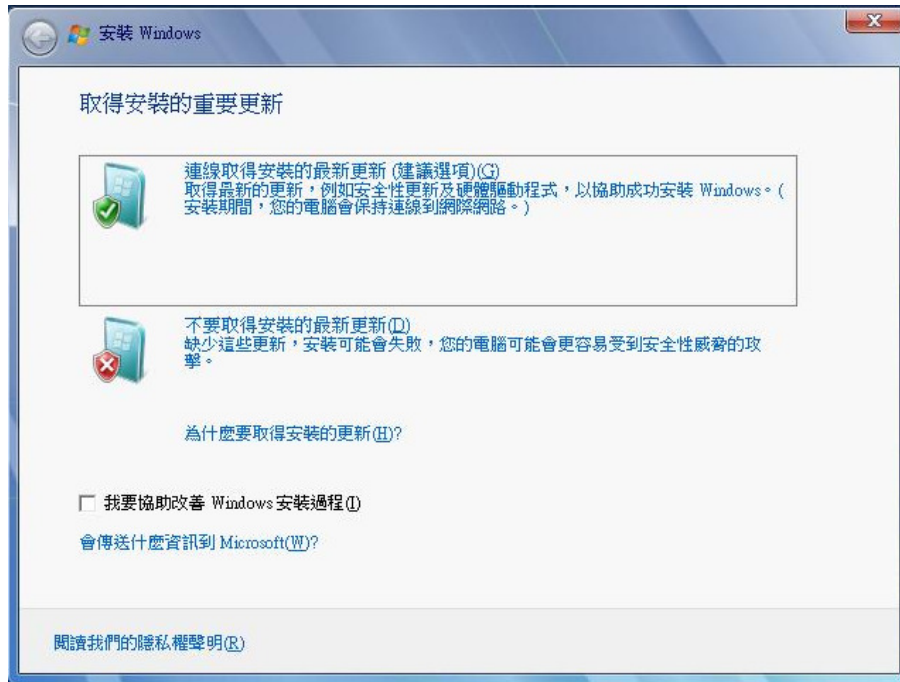 安裝 Windows
取得安裝的重要更新
連線取得安裝的最新更新 (建議選項)(G)
取得最新的更新，例如安全性更新及硬體驅動程式，以協助成功安裝 Windows。(
安裝期間，您的電腦會保持連線到網際網路。)
不要取得安裝的最新更新(D)
缺少這些更新，安裝可能會失敗，您的電腦可能會更容易受到安全性威脅的攻
擊。
為什麼要取得安裝的更新(H)?
我要協助改善 Windows 安裝過程(I)
會傳送什麼資訊到 Microsoft(W)?
閱讀我們的隱私權聲明(R)